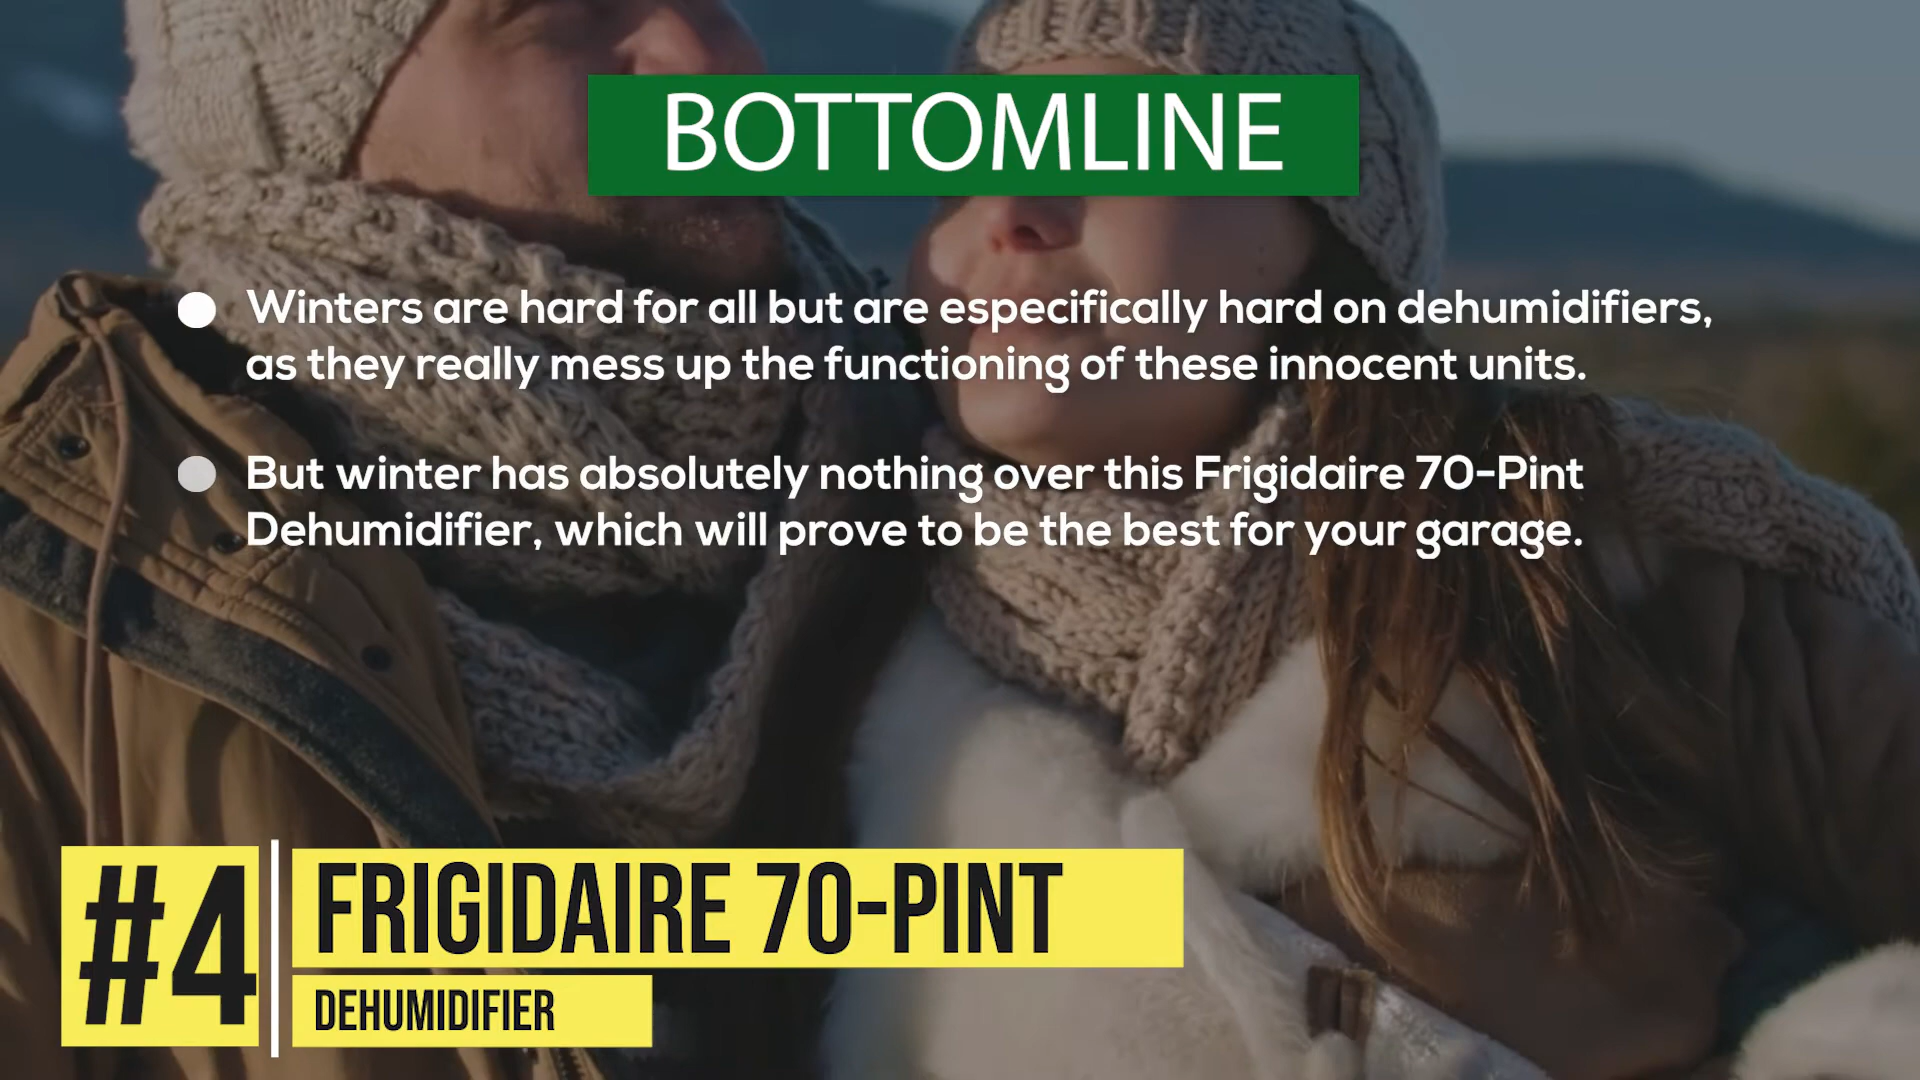 BOTTOMLINE
Winters are hard for all but are especifically hard on dehumidifiers,
as they really mess up the functioning of these innocent units.
But winter has absolutely nothing over this Frigidaire 70-Pint
Dehumidifier, which will prove to be the best for your garage.
#4
FRIGIDAIRE 70-PINT
DEHUMIDIFIER